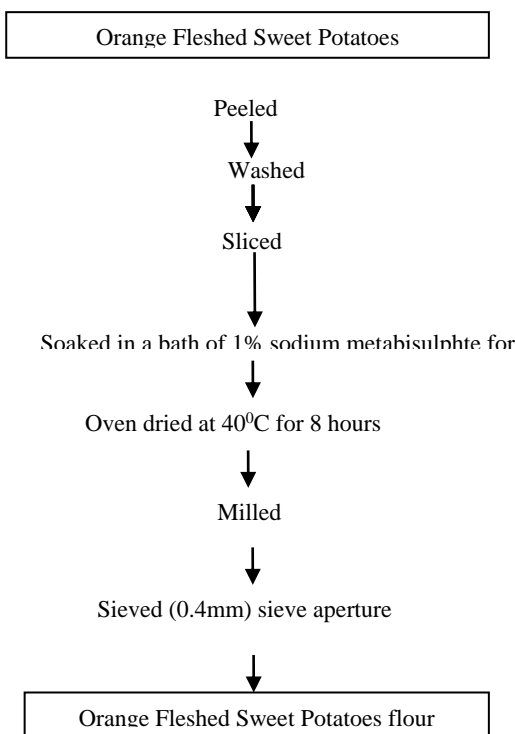 Orange Fleshed Sweet Potatoes
Peeled
Washed
Sliced
Soaked in a bath of 1% sodium metabisulphte for
Oven dried at 40⁰C for 8 hours
Milled
Sieved (0.4mm) sieve aperture
Orange Fleshed Sweet Potatoes flour